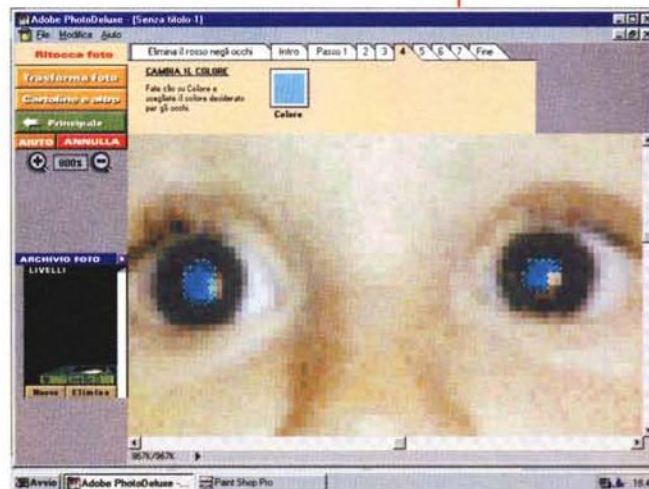 Adobe PhotoDeluxe - (Senza titolo-1)
File Modifica Aiuto
Ritocca foto
Elimina il rosso negli occhi Intro Passo 1 2 3 4 5 6 7 Fine
Trasforma foto
Cartoline e altro
Principale
AIUTO ANNULLA
800%
CAMBIA IL COLORE
Fate clic su Colore e
scegliete il colore desiderato
per gli occhi.
Colore
ARCHIVIO FOTO
LIVELLI
Nuovo Elimina
967K/967K
Avvio Adobe PhotoDeluxe -... Paint Shop Pro